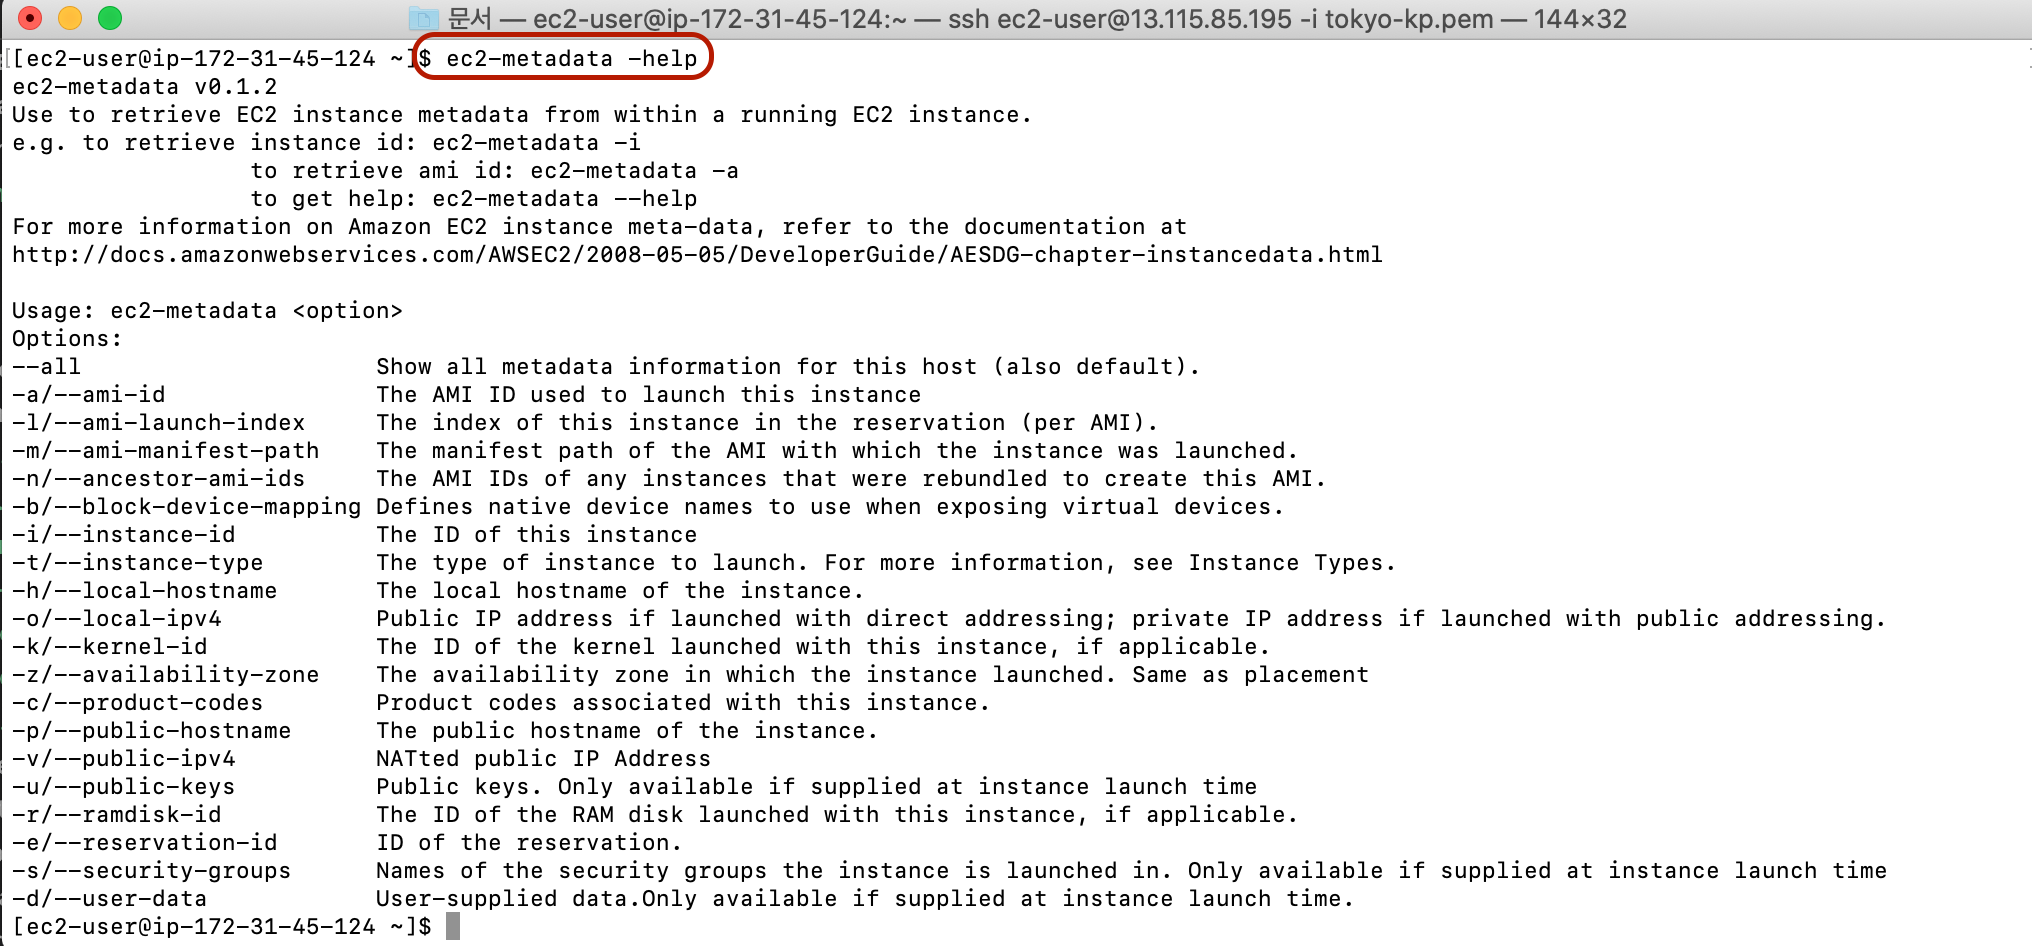 문서 — ec2-user@ip-172-31-45-124:~ — ssh ec2-user@13.115.85.195 -i tokyo-kp.pem — 144×32
[ec2-user@ip-172-31-45-124 ~]$ ec2-metadata -help
ec2-metadata v0.1.2
Use to retrieve EC2 instance metadata from within a running EC2 instance.
e.g. to retrieve instance id: ec2-metadata -i
to retrieve ami id: ec2-metadata -a
to get help: ec2-metadata --help
For more information on Amazon EC2 instance meta-data, refer to the documentation at
http://docs.amazonwebservices.com/AWSEC2/2008-05-05/DeveloperGuide/AESDG-chapter-instancedata.html
Usage: ec2-metadata <option>
Options:
--all Show all metadata information for this host (also default).
-a/--ami-id The AMI ID used to launch this instance
-l/--ami-launch-index The index of this instance in the reservation (per AMI).
-m/--ami-manifest-path The manifest path of the AMI with which the instance was launched.
-n/--ancestor-ami-ids The AMI IDs of any instances that were rebundled to create this AMI.
-b/--block-device-mapping Defines native device names to use when exposing virtual devices.
-i/--instance-id The ID of this instance
-t/--instance-type The type of instance to launch. For more information, see Instance Types.
-h/--local-hostname The local hostname of the instance.
-o/--local-ipv4 Public IP address if launched with direct addressing; private IP address if launched with public addressing.
-k/--kernel-id The ID of the kernel launched with this instance, if applicable.
-z/--availability-zone The availability zone in which the instance launched. Same as placement
-c/--product-codes Product codes associated with this instance.
-p/--public-hostname The public hostname of the instance.
-v/--public-ipv4 NATted public IP Address
-u/--public-keys Public keys. Only available if supplied at instance launch time
-r/--ramdisk-id The ID of the RAM disk launched with this instance, if applicable.
-e/--reservation-id ID of the reservation.
-s/--security-groups Names of the security groups the instance is launched in. Only available if supplied at instance launch time
-d/--user-data User-supplied data.Only available if supplied at instance launch time.
[ec2-user@ip-172-31-45-124 ~]$